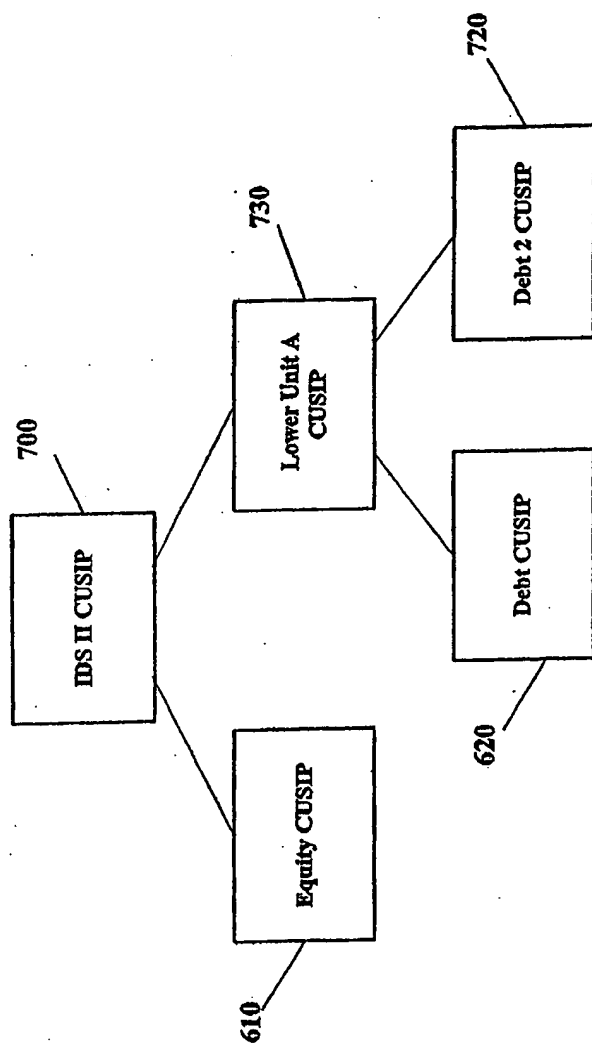 700
IDS II CUSIP
610
Equity CUSIP
730
Lower Unit A
CUSIP
620
Debt CUSIP
720
Debt 2 CUSIP